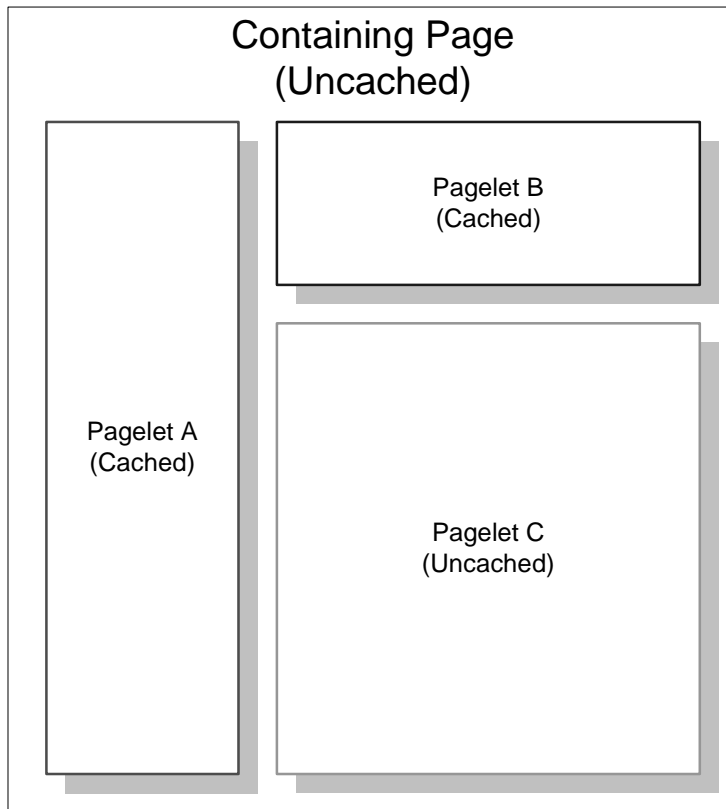 Containing Page
(Uncached)
Pagelet B
(Cached)
Pagelet A
(Cached)
Pagelet C
(Uncached)